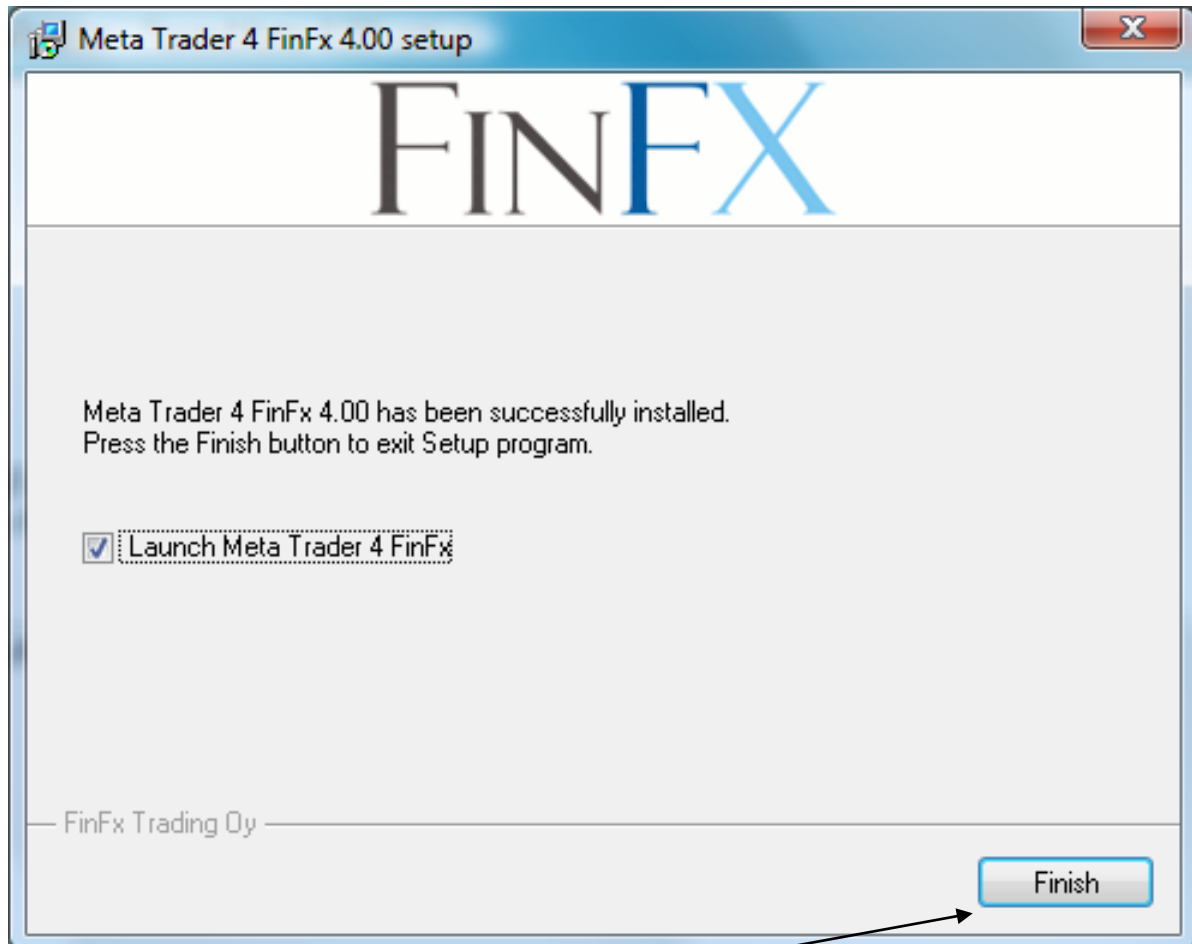 Meta Trader 4 FinFx 4.00 setup
FINFX
Meta Trader 4 FinFx 4.00 has been successfully installed.
Press the Finish button to exit Setup program.
Launch Meta Trader 4 FinFx
FinFx Trading Oy
Finish